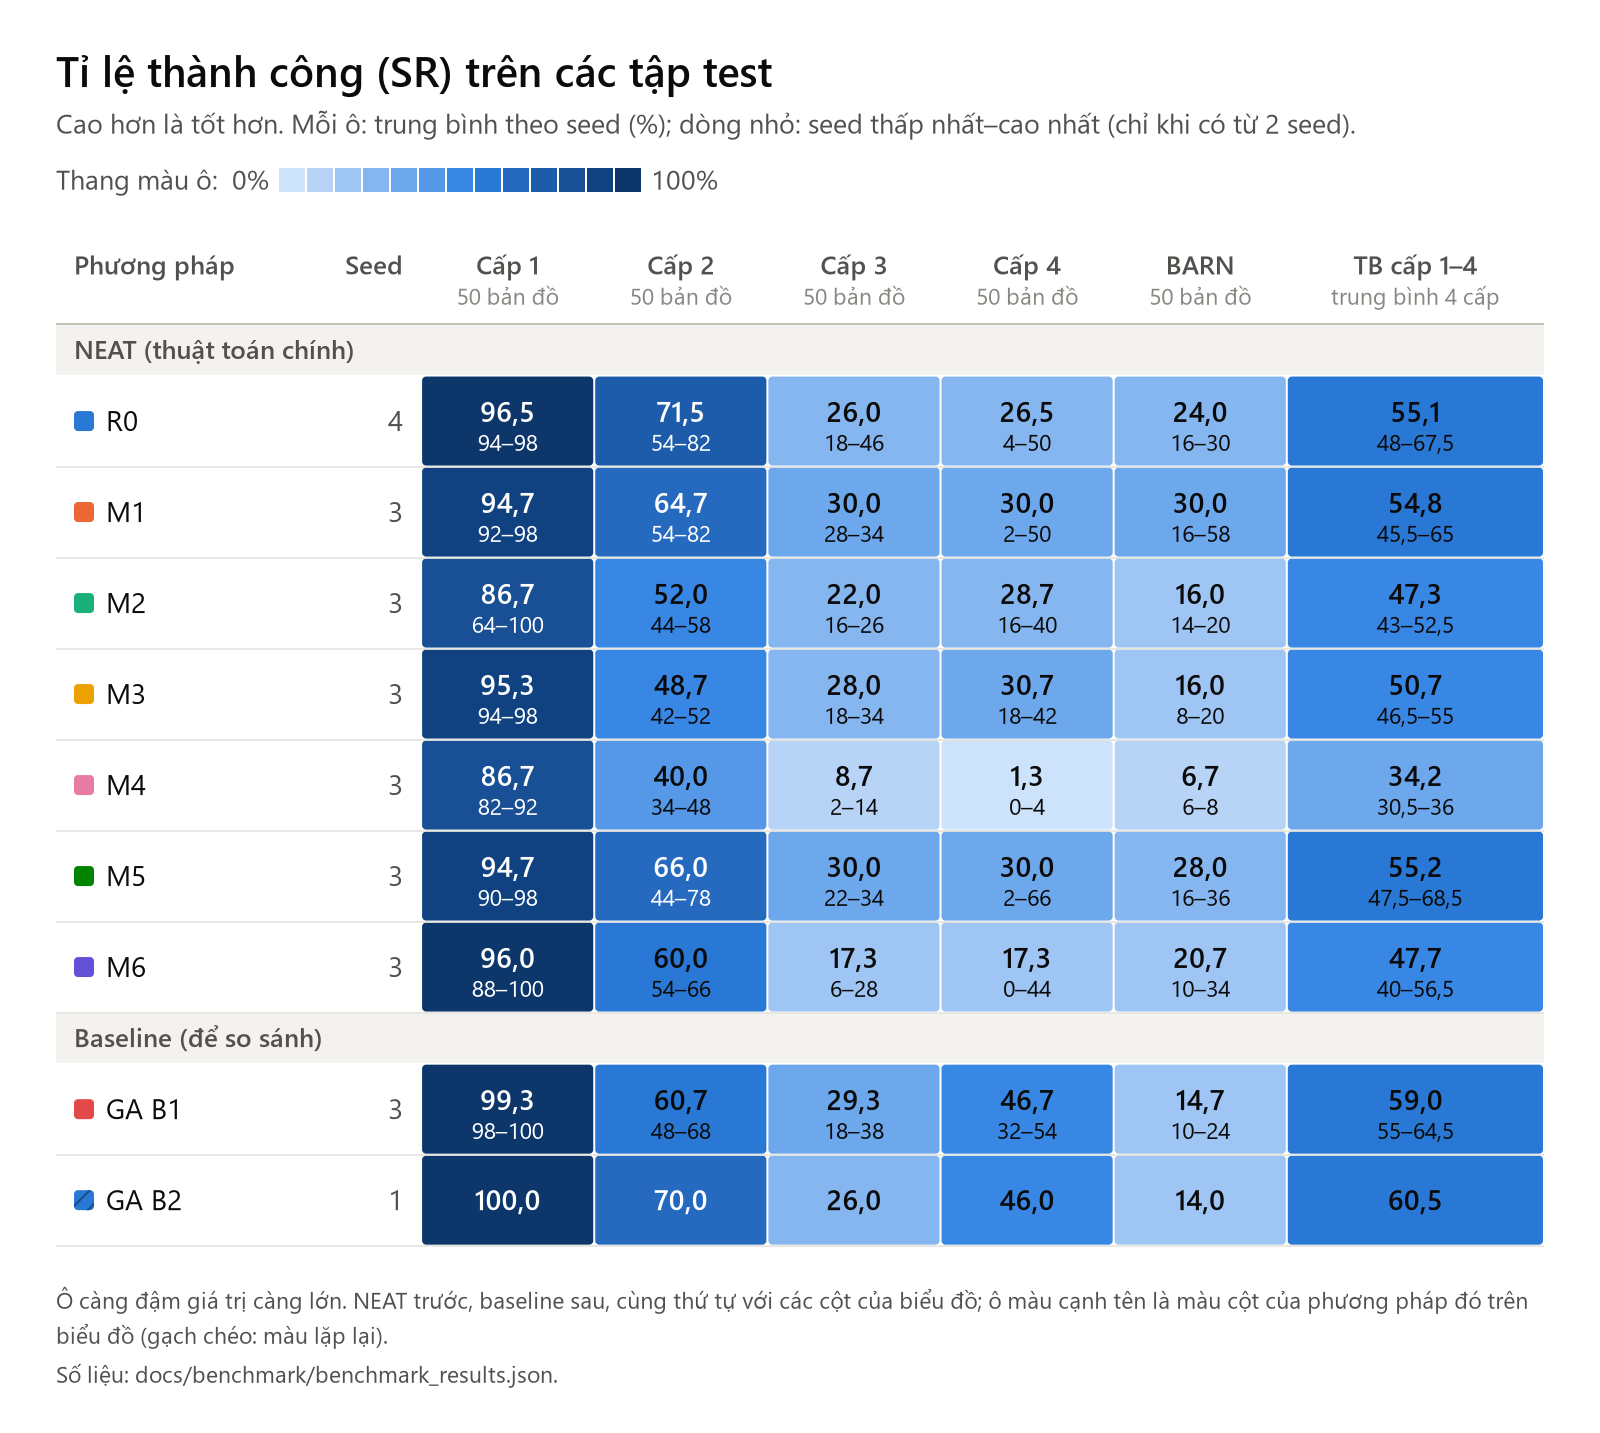 Tỉ lệ thành công (SR) trên các tập test
Cao hơn là tốt hơn. Mỗi ô: trung bình theo seed (%); dòng nhỏ: seed thấp nhất–cao nhất (chỉ khi có từ 2 seed).
Thang màu ô: 0% 100%
Phương pháp Seed Cấp 1 Cấp 2 Cấp 3 Cấp 4 BARN TB cấp 1–4
50 bản đồ 50 bản đồ 50 bản đồ 50 bản đồ 50 bản đồ trung bình 4 cấp
NEAT (thuật toán chính)
R0 4 96,5 71,5 26,0 26,5 24,0 55,1
94–98 54–82 18–46 4–50 16–30 48–67,5
M1 3 94,7 64,7 30,0 30,0 30,0 54,8
92–98 54–82 28–34 2–50 16–58 45,5–65
M2 3 86,7 52,0 22,0 28,7 16,0 47,3
64–100 44–58 16–26 16–40 14–20 43–52,5
M3 3 95,3 48,7 28,0 30,7 16,0 50,7
94–98 42–52 18–34 18–42 8–20 46,5–55
M4 3 86,7 40,0 8,7 1,3 6,7 34,2
82–92 34–48 2–14 0–4 6–8 30,5–36
M5 3 94,7 66,0 30,0 30,0 28,0 55,2
90–98 44–78 22–34 2–66 16–36 47,5–68,5
M6 3 96,0 60,0 17,3 17,3 20,7 47,7
88–100 54–66 6–28 0–44 10–34 40–56,5
Baseline (để so sánh)
GA B1 3 99,3 60,7 29,3 46,7 14,7 59,0
98–100 48–68 18–38 32–54 10–24 55–64,5
GA B2 1 100,0 70,0 26,0 46,0 14,0 60,5
Ô càng đậm giá trị càng lớn. NEAT trước, baseline sau, cùng thứ tự với các cột của biểu đồ; ô màu cạnh tên là màu cột của phương pháp đó trên
biểu đồ (gạch chéo: màu lặp lại).
Số liệu: docs/benchmark/benchmark_results.json.